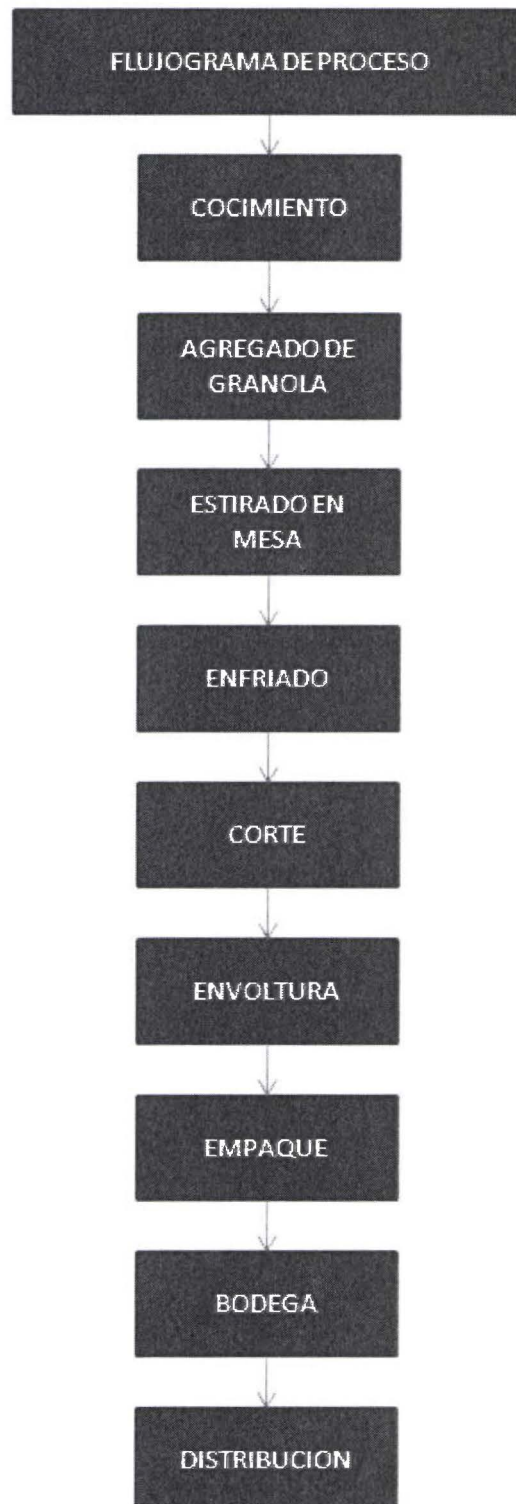 FLUJOGRAMA DE PROCESO
COCIMIENTO
AGREGADO DE
GRANOLA
ESTIRADO EN
MESA
ENFRIADO
CORTE
ENVOLTURA
EMPAQUE
BODEGA
DISTRIBUCION